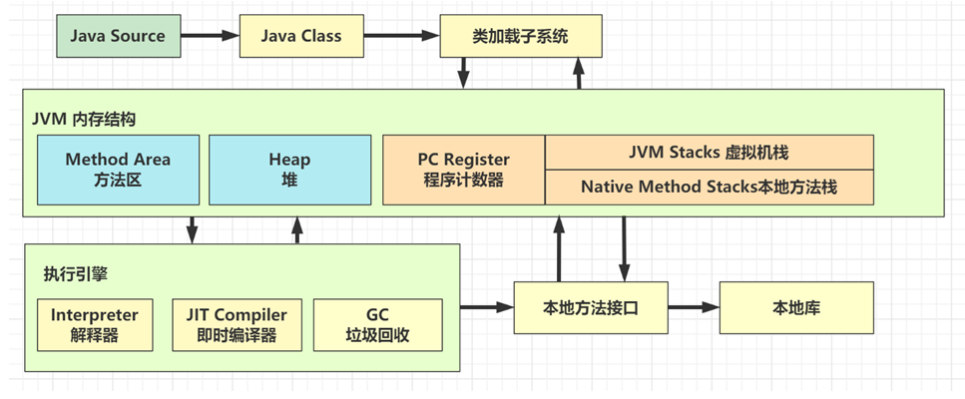 Java Source
Java Class
类加载子系统
JVM 内存结构
Method Area
方法区
Heap
堆
PC Register
程序计数器
JVM Stacks 虚拟机栈
Native Method Stacks本地方法栈
执行引擎
Interpreter
解释器
JIT Compiler
即时编译器
GC
垃圾回收
本地方法接口
本地库